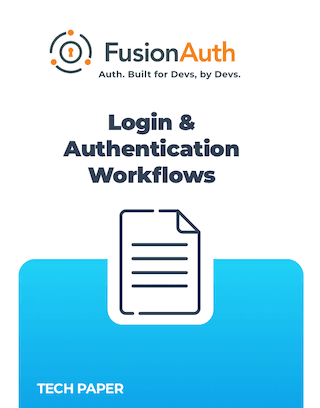 FusionAuth
Auth. Built for Devs, by Devs.
Login &
Authentication
Workflows
TECH PAPER